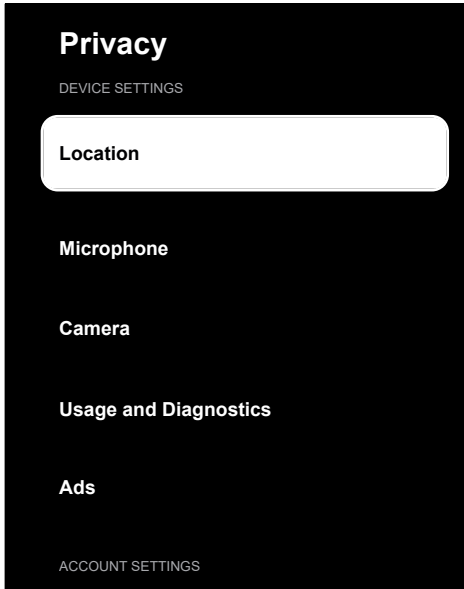 Privacy
DEVICE SETTINGS
Location
Microphone
Camera
Usage and Diagnostics
Ads
ACCOUNT SETTINGS